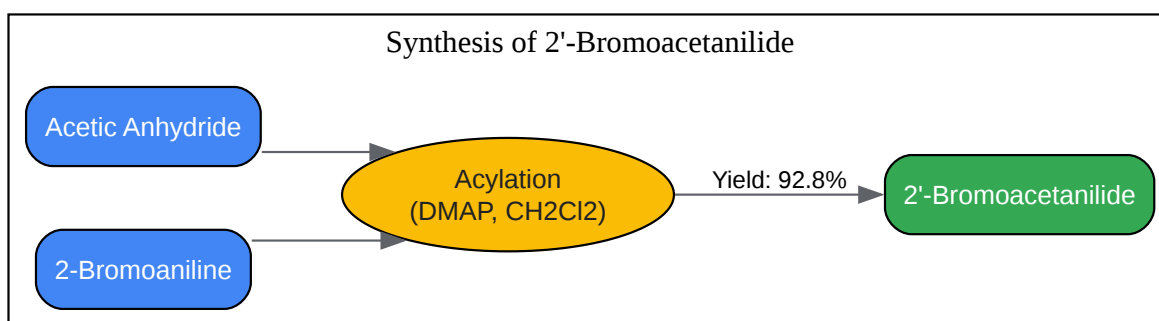 Synthesis of 2'-Bromoacetanilide
Acetic Anhydride
2-Bromoaniline
Acylation
(DMAP, CH2Cl2)
Yield: 92.8%
2'-Bromoacetanilide